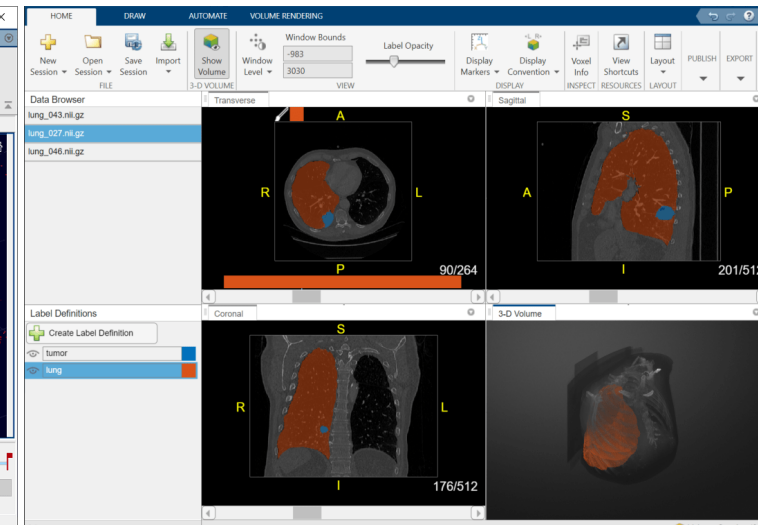 HOME DRAW AUTOMATE VOLUME RENDERING
New Session
Open Session
Save Session
Import
Show Volume
Window Level
Window Bounds
-983
3030
Label Opacity
Display Markers
<L R>
Display Convention
Voxel Info
View Shortcuts
Layout
PUBLISH
EXPORT
FILE 3-D VOLUME VIEW DISPLAY INSPECT RESOURCES LAYOUT
Data Browser
lung_043.nii.gz
lung_027.nii.gz
lung_046.nii.gz
Transverse
A
R L
P
90/264
Sagittal
S
A P
I
201/512
Label Definitions
Create Label Definition
tumor
lung
Coronal
S
R L
I
176/512
3-D Volume